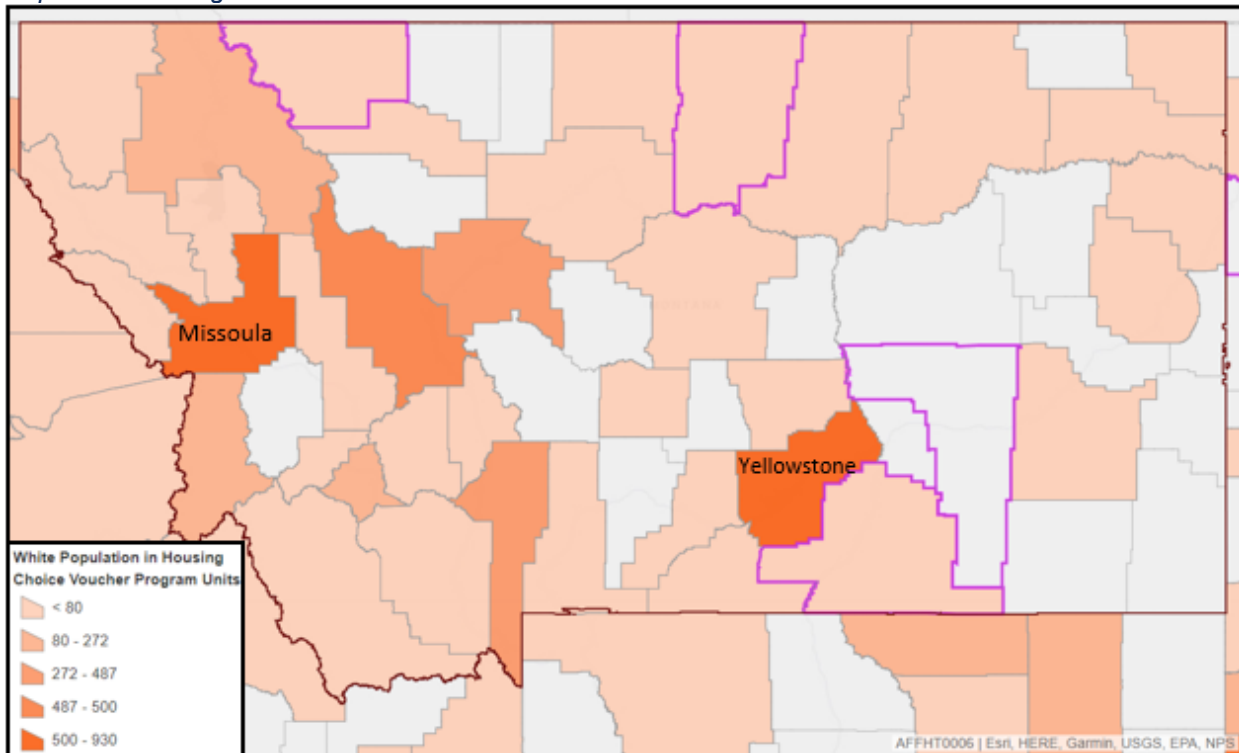 Missoula
Yellowstone
White Population in Housing
Choice Voucher Program Units
< 80
80 - 272
272 - 487
487 - 500
500 - 930
AFFHT0006 | Esri, HERE, Garmin, USGS, EPA, NPS